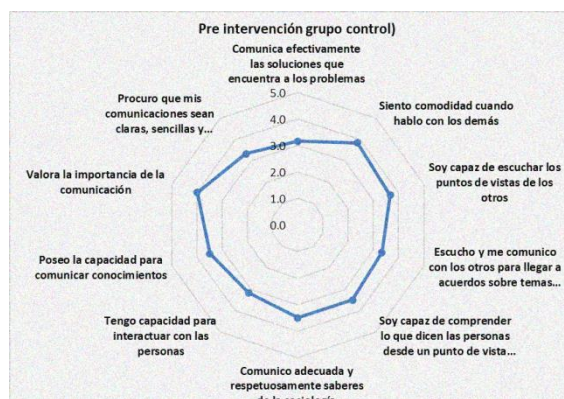 Pre intervención grupo control)
Comunica efectivamente
las soluciones que
encuentra a los problemas
Siento comodidad cuando
hablo con los demás
Soy capaz de escuchar los
puntos de vistas de los
otros
Escucho y me comunico
con los otros para llegar a
acuerdos sobre temas...
Soy capaz de comprender
lo que dicen las personas
desde un punto de vista...
Comunico adecuada y
respetuosamente saberes
de la sociología
Tengo capacidad para
interactuar con las
personas
Poseo la capacidad para
comunicar conocimientos
Valora la importancia de la
comunicación
Procuro que mis
comunicaciones sean
claras, sencillas y...
5.0
4.0
3.0
2.0
1.0
0.0